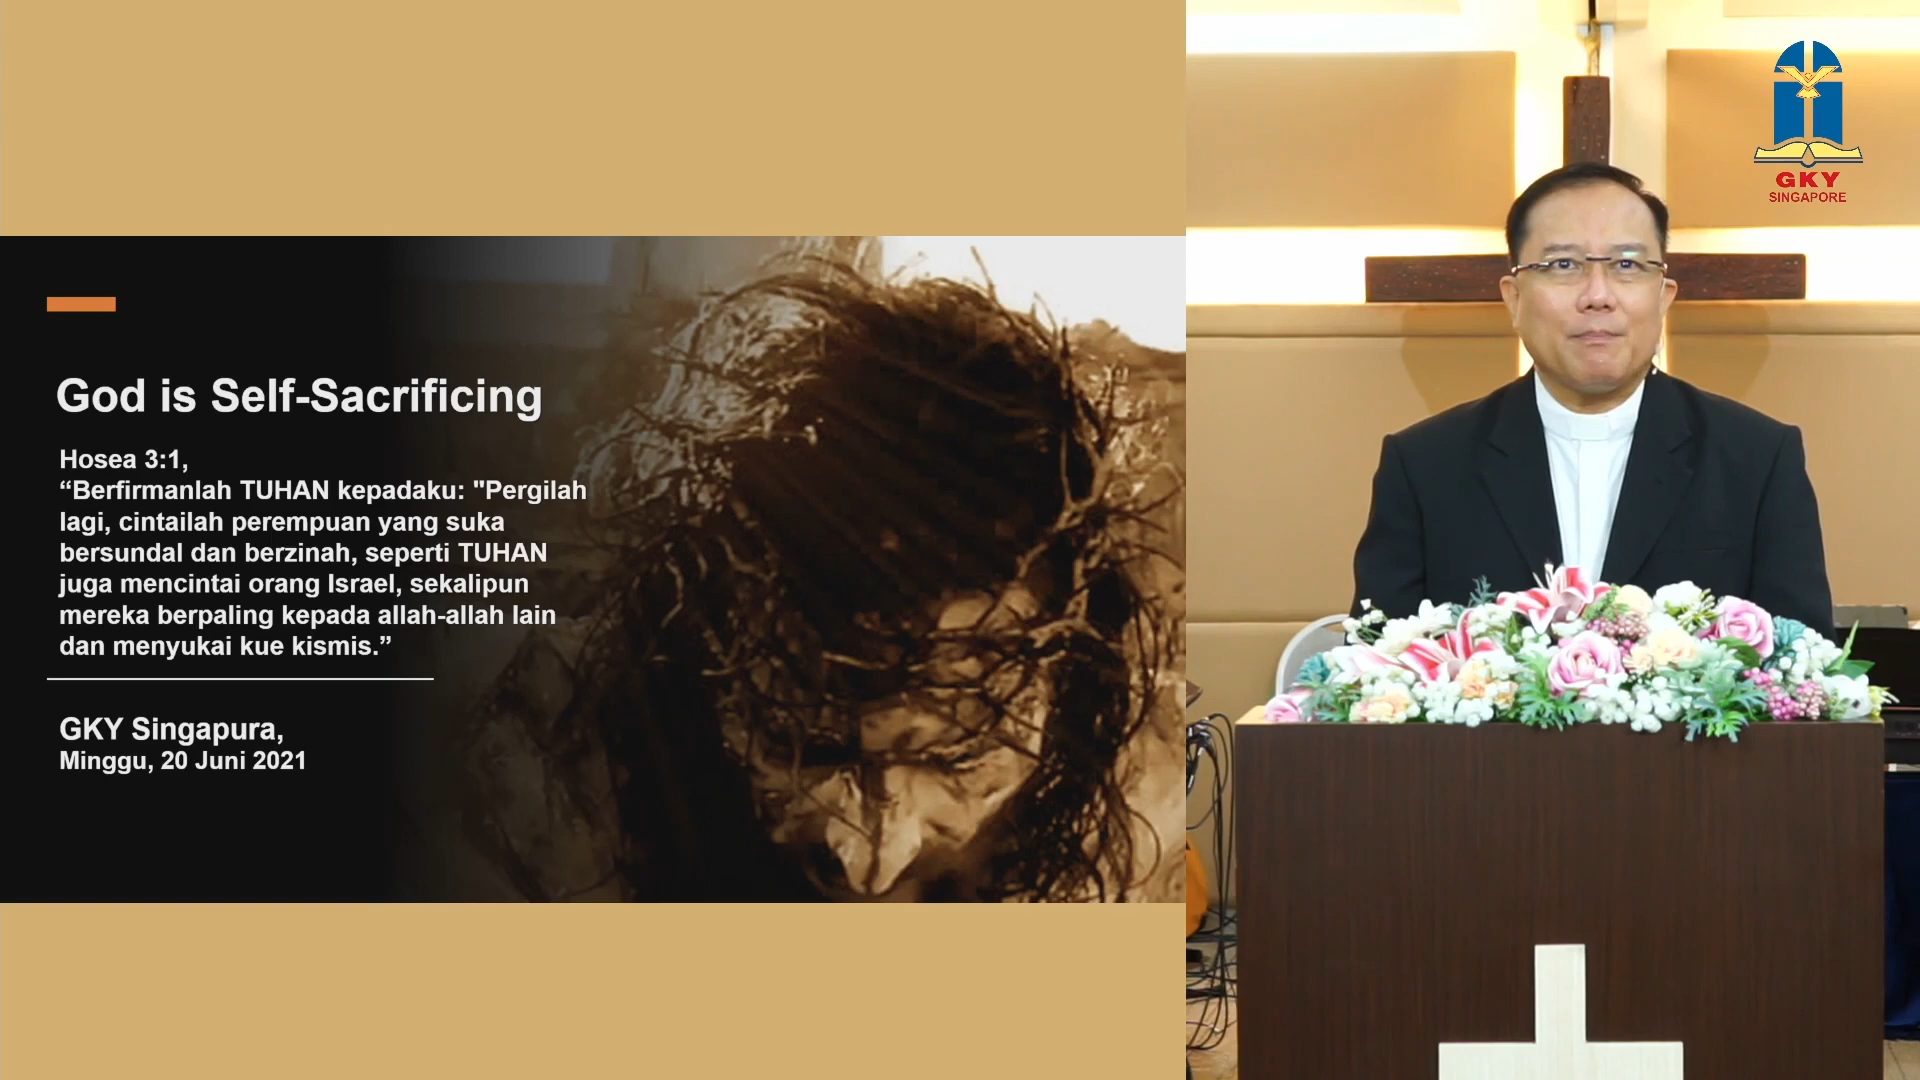 God is Self-Sacrificing
Hosea 3:1,
“Berfirmanlah TUHAN kepadaku: "Pergilah
lagi, cintailah perempuan yang suka
bersundal dan berzinah, seperti TUHAN
juga mencintai orang Israel, sekalipun
mereka berpaling kepada allah-allah lain
dan menyukai kue kismis.”
GKY Singapura,
Minggu, 20 Juni 2021
GKY
SINGAPORE